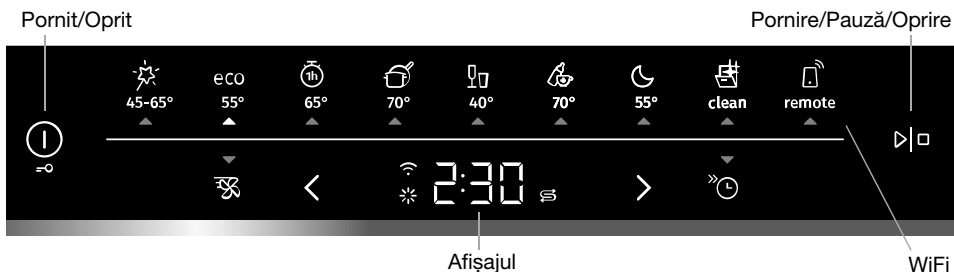 Pornit/Oprit
Pornire/Pauză/Oprire
45-65°
eco
55°
1h
65°
70°
40°
70°
55°
clean
remote
2:30
Afișajul
WiFi